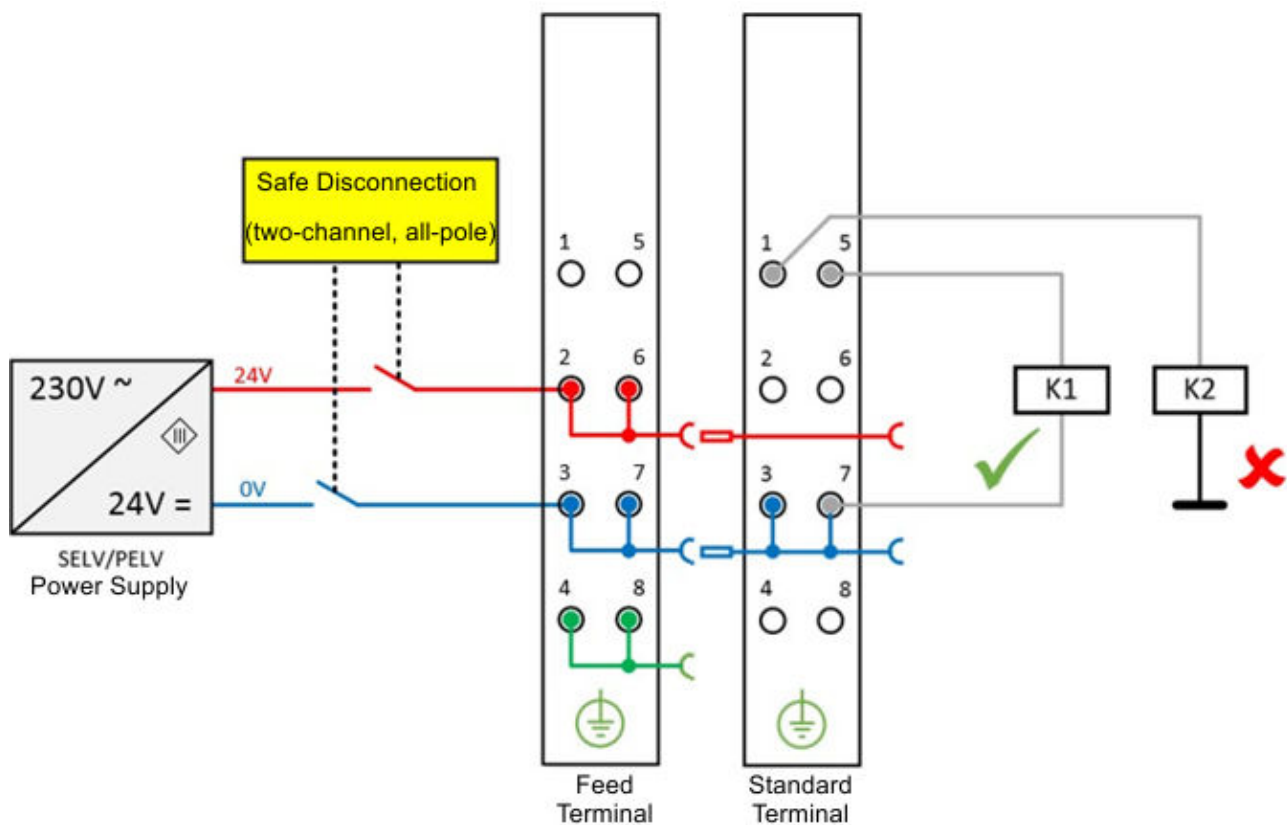 Safe Disconnection
(two-channel, all-pole)
1 5
1 5
24V
2 6
2 6
230V ~
III
K1
K2
0V
3 7
3 7
24V =
SELV/PELV
Power Supply
4 8
4 8
Feed
Terminal
Standard
Terminal